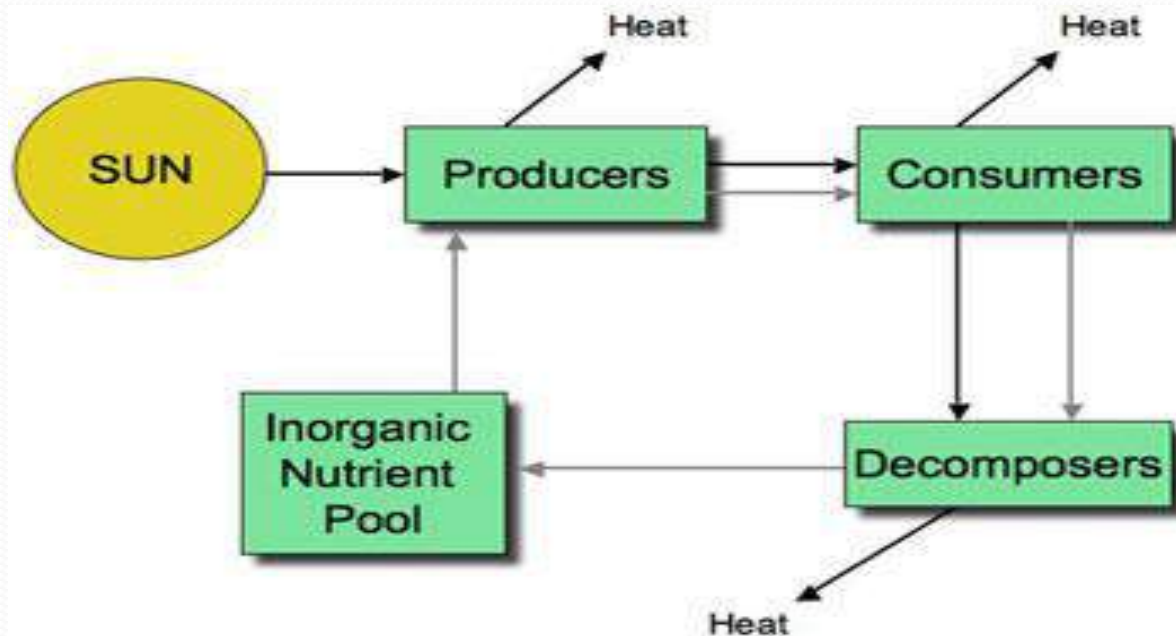 Heat
Heat
SUN
Producers
Consumers
Inorganic
Nutrient
Pool
Decomposers
Heat